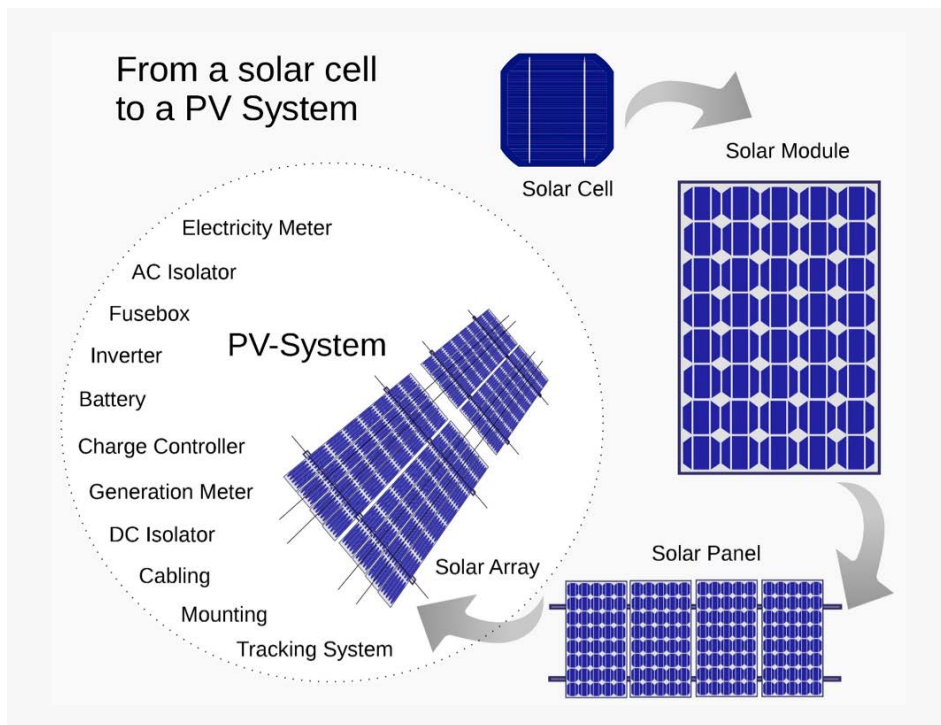 From a solar cell
to a PV System
Solar Cell
Solar Module
Electricity Meter
AC Isolator
Fusebox
Inverter
PV-System
Battery
Charge Controller
Generation Meter
DC Isolator
Cabling
Mounting
Tracking System
Solar Array
Solar Panel